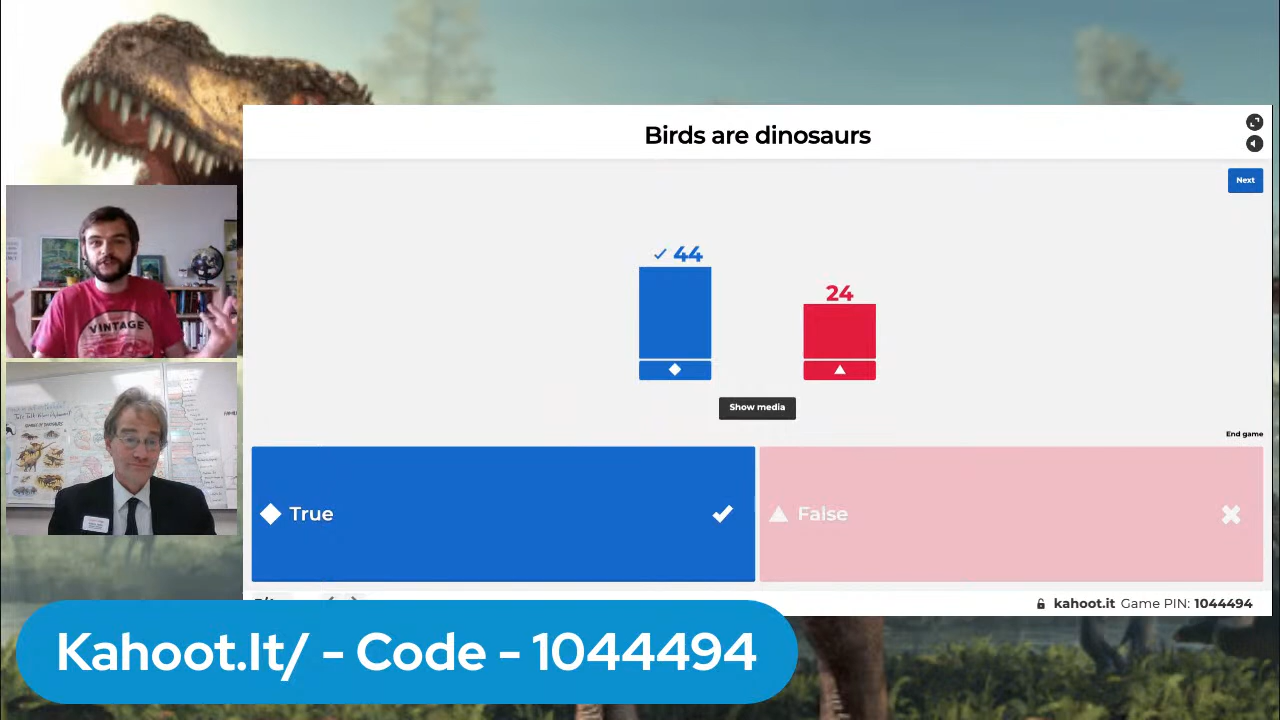 Birds are dinosaurs
Next
44
24
VINTAGE
Show media
End game
True
False
kahoot.it Game PIN: 1044494
Kahoot.It/ - Code - 1044494